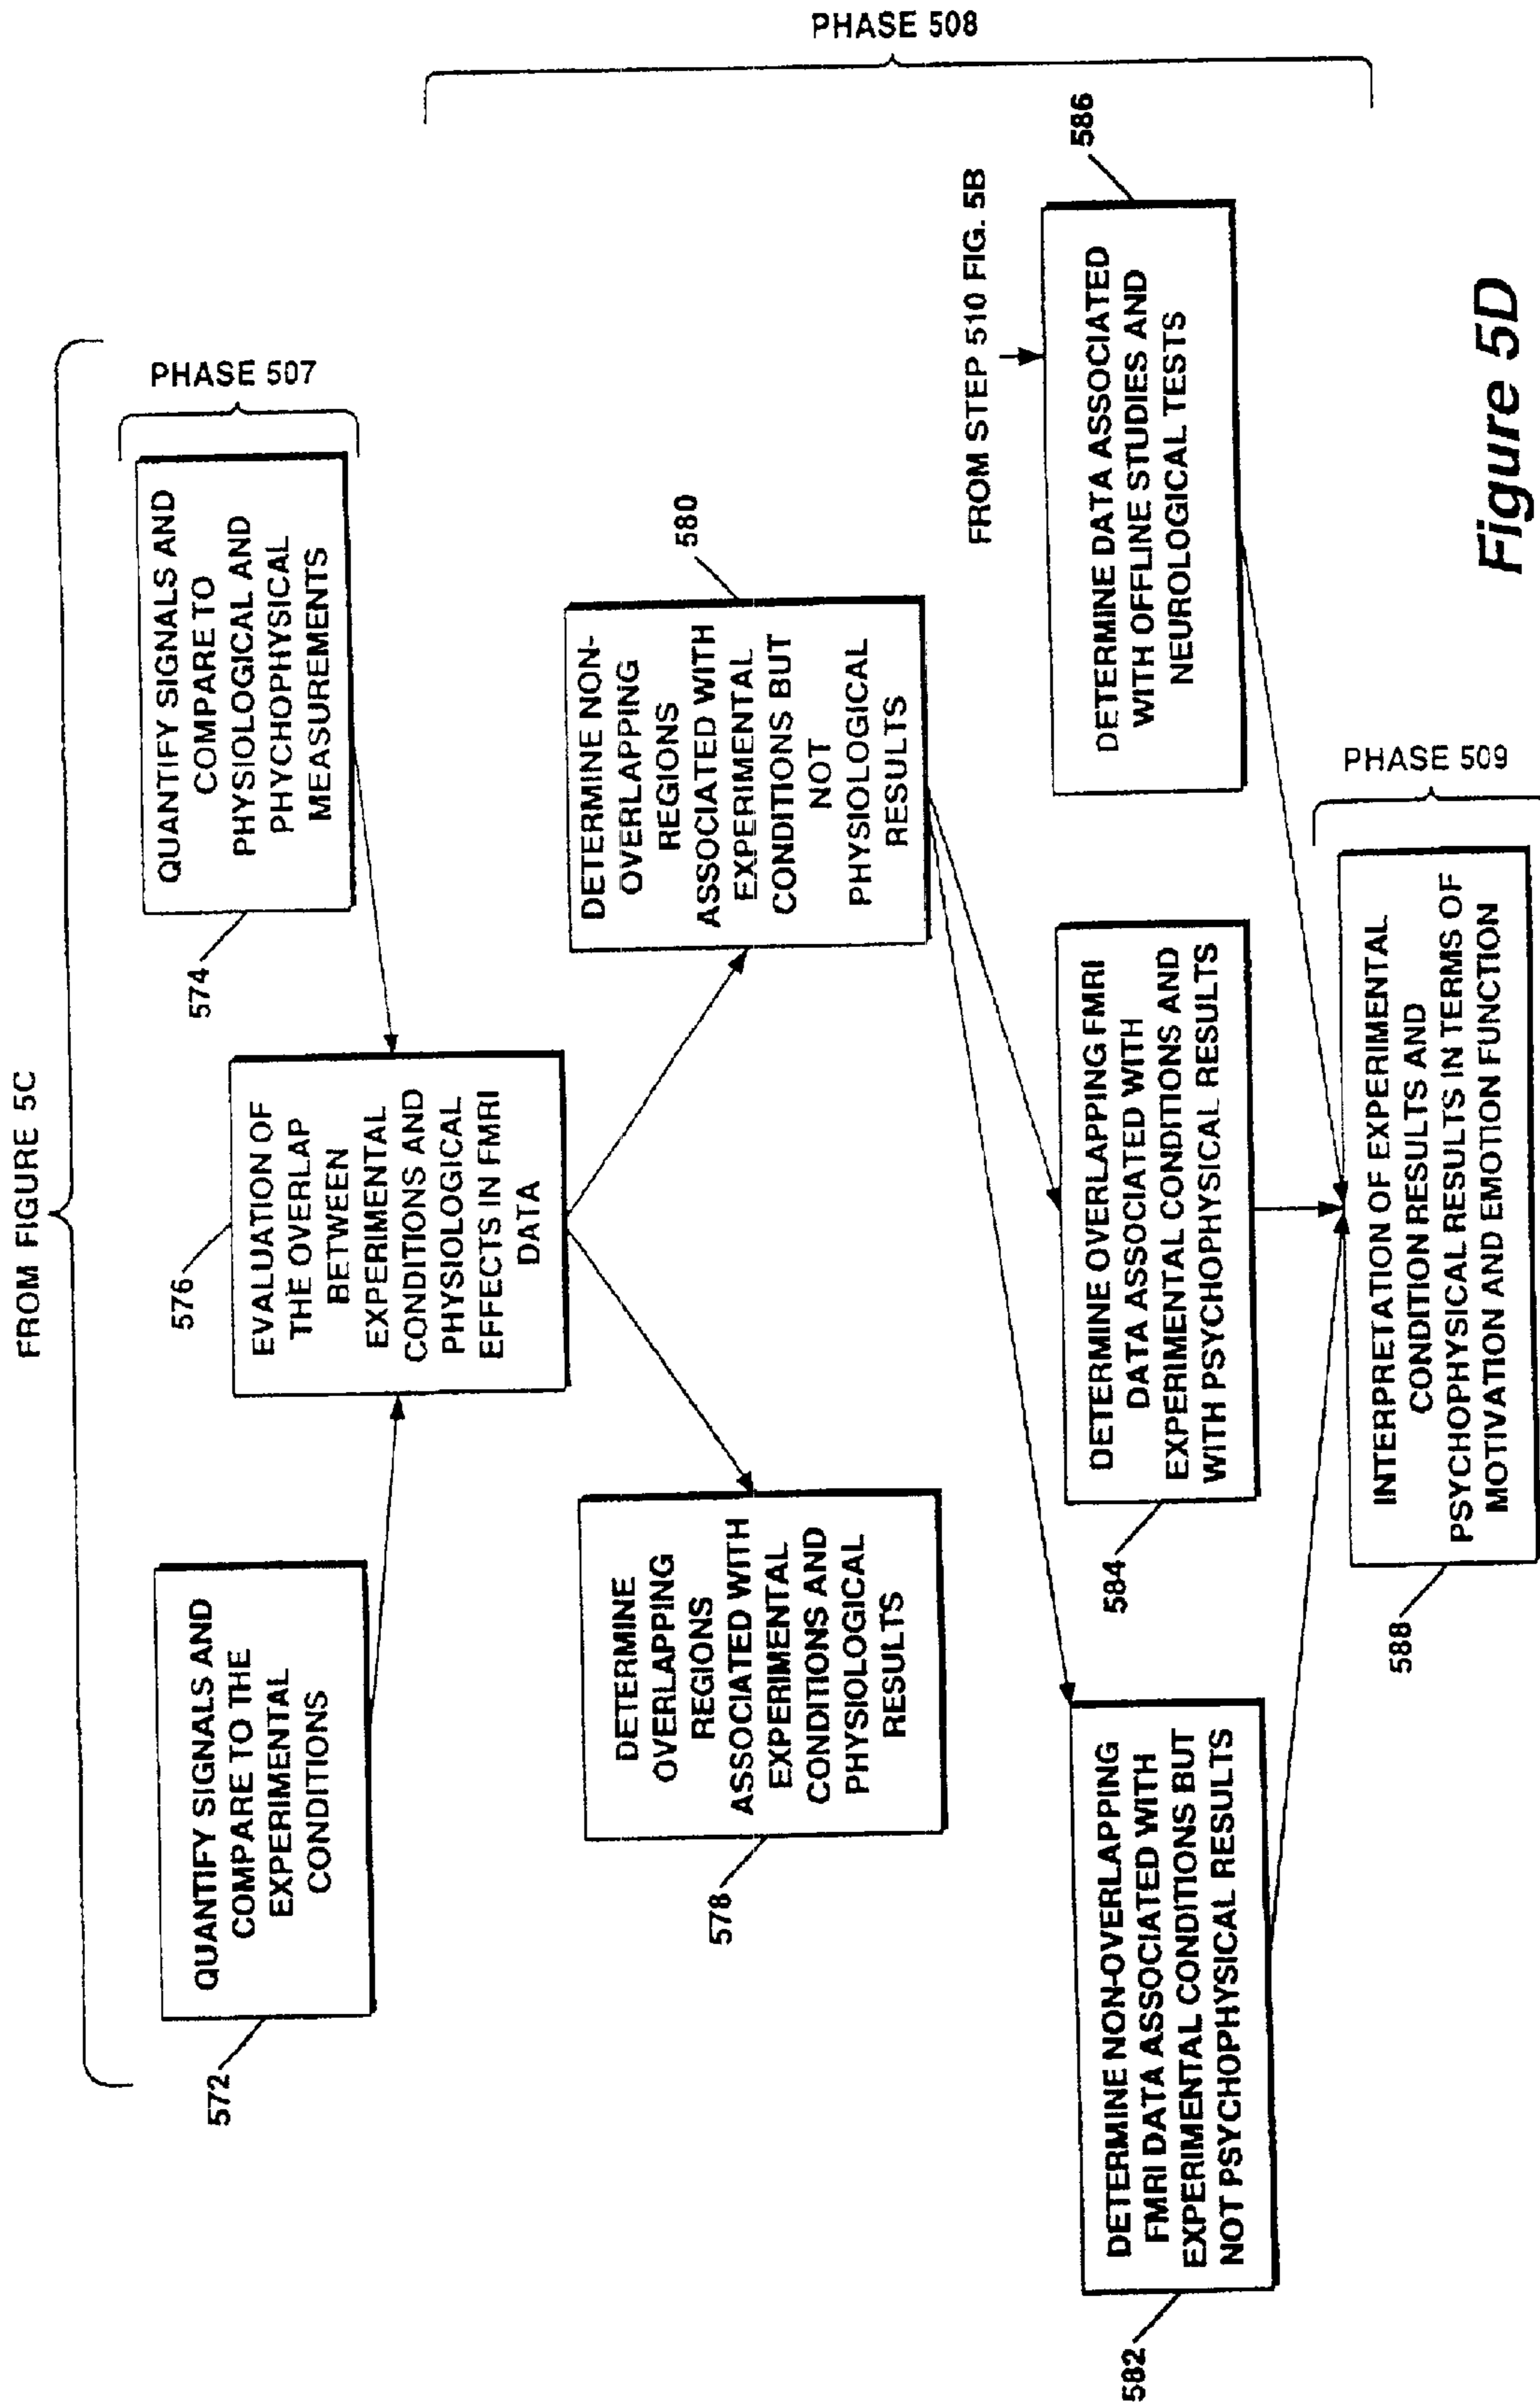 FROM FIGURE 5C
PHASE 507
PHASE 508
572
QUANTIFY SIGNALS AND
COMPARE TO THE
EXPERIMENTAL
CONDITIONS
574
QUANTIFY SIGNALS AND
COMPARE TO
PHYSIOLOGICAL AND
PHYCHOPHYSICAL
MEASUREMENTS
576
EVALUATION OF
THE OVERLAP
BETWEEN
EXPERIMENTAL
CONDITIONS AND
PHYSIOLOGICAL
EFFECTS IN FMRI
DATA
578
DETERMINE
OVERLAPPING
REGIONS
ASSOCIATED WITH
EXPERIMENTAL
CONDITIONS AND
PHYSIOLOGICAL
RESULTS
580
DETERMINE NON-
OVERLAPPING
REGIONS
ASSOCIATED WITH
EXPERIMENTAL
CONDITIONS BUT
NOT
PHYSIOLOGICAL
RESULTS
FROM STEP 510 FIG. 5B
582
DETERMINE NON-OVERLAPPING
FMRI DATA ASSOCIATED WITH
EXPERIMENTAL CONDITIONS BUT
NOT PSYCHOPHYSICAL RESULTS
584
DETERMINE OVERLAPPING FMRI
DATA ASSOCIATED WITH
EXPERIMENTAL CONDITIONS AND
WITH PSYCHOPHYSICAL RESULTS
586
DETERMINE DATA ASSOCIATED
WITH OFFLINE STUDIES AND
NEUROLOGICAL TESTS
PHASE 509
588
INTERPRETATION OF EXPERIMENTAL
CONDITION RESULTS AND
PSYCHOPHYSICAL RESULTS IN TERMS OF
MOTIVATION AND EMOTION FUNCTION
Figure 5D